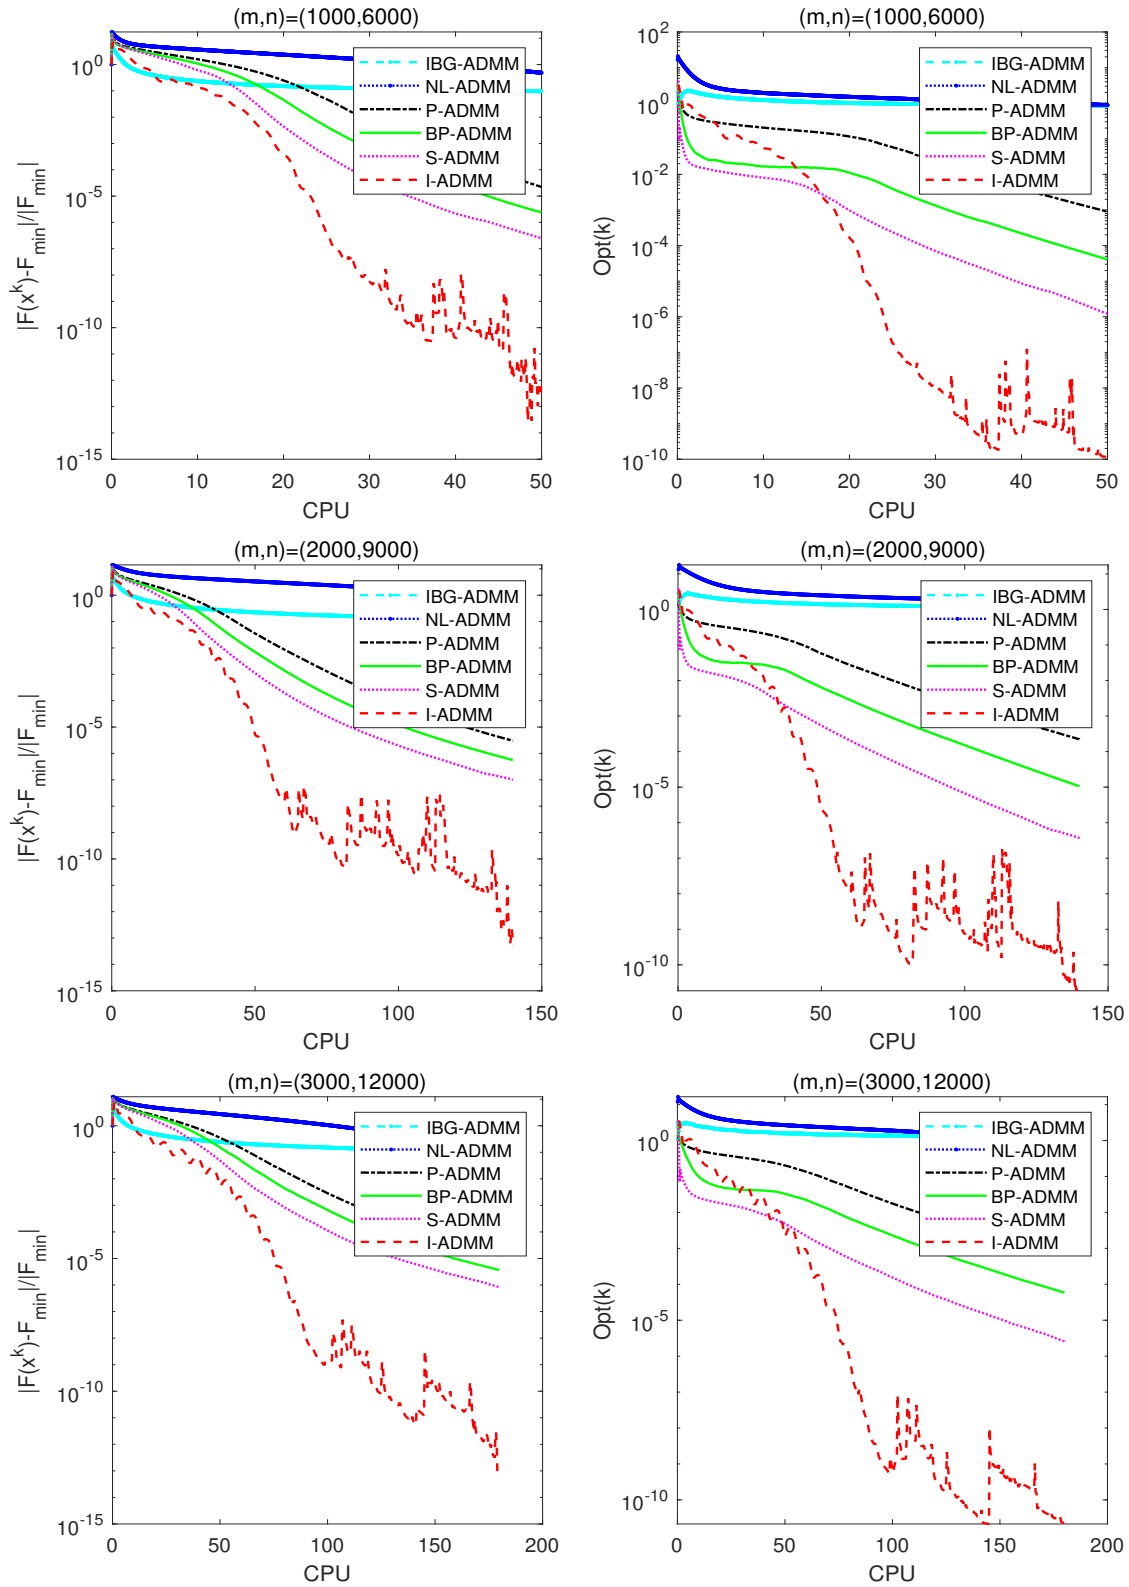 (m,n)=(1000,6000)
|F(x^k)-F_min|/|F_min|
10^0
10^-5
10^-10
10^-15
0 10 20 30 40 50
CPU
IBG-ADMM
NL-ADMM
P-ADMM
BP-ADMM
S-ADMM
I-ADMM
(m,n)=(1000,6000)
Opt(k)
10^2
10^0
10^-2
10^-4
10^-6
10^-8
10^-10
0 10 20 30 40 50
CPU
IBG-ADMM
NL-ADMM
P-ADMM
BP-ADMM
S-ADMM
I-ADMM
(m,n)=(2000,9000)
|F(x^k)-F_min|/|F_min|
10^0
10^-5
10^-10
10^-15
0 50 100 150
CPU
IBG-ADMM
NL-ADMM
P-ADMM
BP-ADMM
S-ADMM
I-ADMM
(m,n)=(2000,9000)
Opt(k)
10^0
10^-5
10^-10
0 50 100 150
CPU
IBG-ADMM
NL-ADMM
P-ADMM
BP-ADMM
S-ADMM
I-ADMM
(m,n)=(3000,12000)
|F(x^k)-F_min|/|F_min|
10^0
10^-5
10^-10
10^-15
0 50 100 150 200
CPU
IBG-ADMM
NL-ADMM
P-ADMM
BP-ADMM
S-ADMM
I-ADMM
(m,n)=(3000,12000)
Opt(k)
10^0
10^-5
10^-10
0 50 100 150 200
CPU
IBG-ADMM
NL-ADMM
P-ADMM
BP-ADMM
S-ADMM
I-ADMM